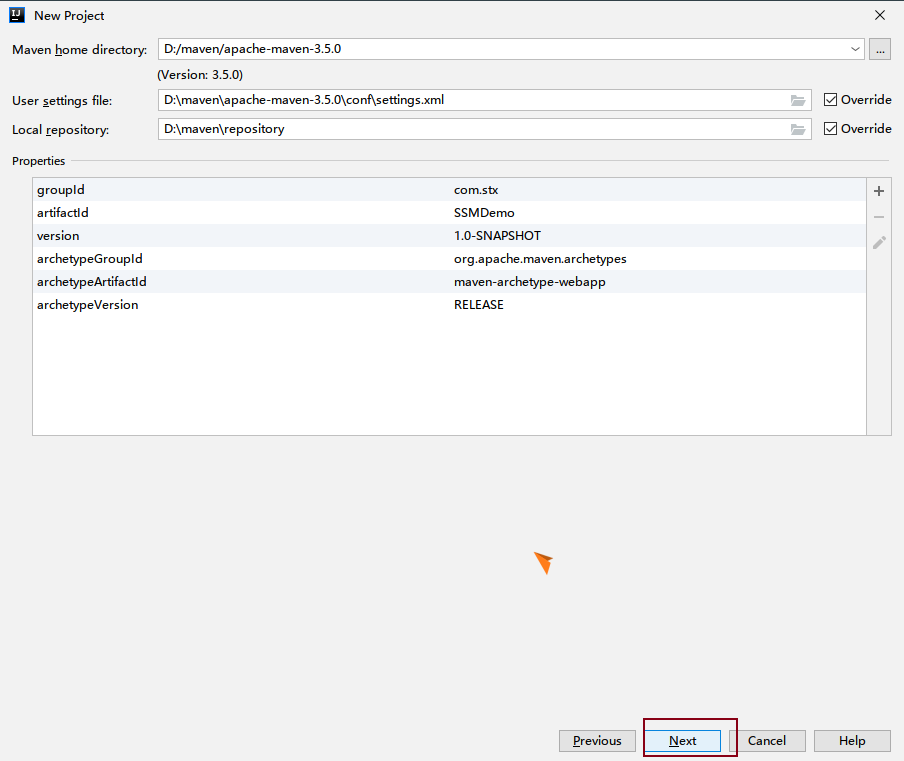 IJ New Project
Maven home directory: D:/maven/apache-maven-3.5.0 ...
(Version: 3.5.0)
User settings file: D:\maven\apache-maven-3.5.0\conf\settings.xml Override
Local repository: D:\maven\repository Override
Properties
groupId com.stx
artifactId SSMDemo
version 1.0-SNAPSHOT
archetypeGroupId org.apache.maven.archetypes
archetypeArtifactId maven-archetype-webapp
archetypeVersion RELEASE
Previous Next Cancel Help